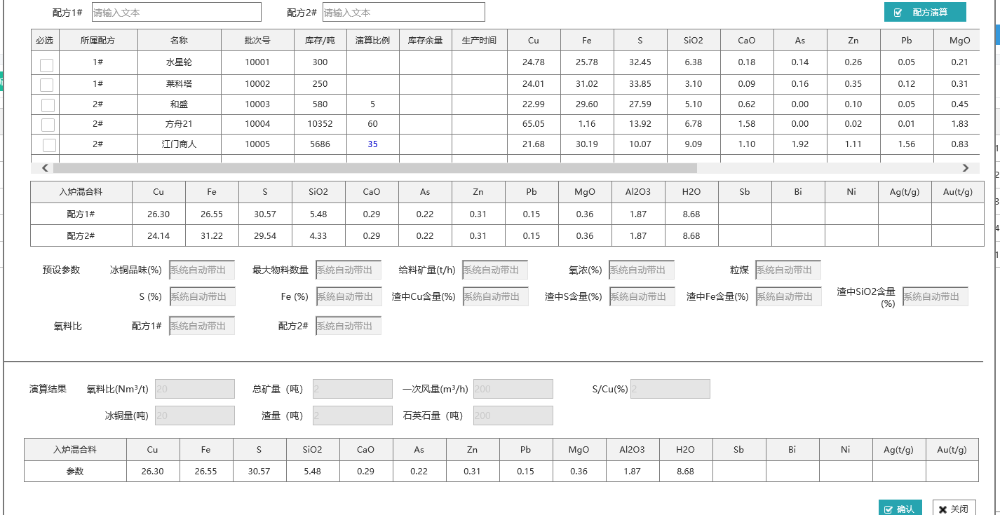 配方1# 请输入文本 配方2# 请输入文本 配方演算
必选 所属配方 名称 批次号 库存/吨 演算比例 库存余量 生产时间 Cu Fe S SiO2 CaO As Zn Pb MgO
1# 水星轮 10001 300 24.78 25.78 32.45 6.38 0.18 0.14 0.26 0.05 0.21
1# 莱科塔 10002 250 24.01 31.02 33.85 3.10 0.09 0.16 0.35 0.12 0.31
2# 和盛 10003 580 5 22.99 29.60 27.59 5.10 0.62 0.00 0.10 0.05 0.45
2# 方舟21 10004 10352 60 65.05 1.16 13.92 6.78 1.58 0.00 0.02 0.01 1.83
2# 江门商人 10005 5686 35 21.68 30.19 10.07 9.09 1.10 1.92 1.11 1.56 0.83
入炉混合料 Cu Fe S SiO2 CaO As Zn Pb MgO Al2O3 H2O Sb Bi Ni Ag(t/g) Au(t/g)
配方1# 26.30 26.55 30.57 5.48 0.29 0.22 0.31 0.15 0.36 1.87 8.68
配方2# 24.14 31.22 29.54 4.33 0.29 0.22 0.31 0.15 0.36 1.87 8.68
预设参数 冰铜品味(%) 系统自动带出 最大物料数量 系统自动带出 给料矿量(t/h) 系统自动带出 氧浓(%) 系统自动带出 粒煤 系统自动带出
S (%) 系统自动带出 Fe (%) 系统自动带出 渣中Cu含量(%) 系统自动带出 渣中S含量(%) 系统自动带出 渣中Fe含量(%) 系统自动带出 渣中SiO2含量
(%) 系统自动带出
氧料比 配方1# 系统自动带出 配方2# 系统自动带出
演算结果 氧料比(Nm³/t) 20 总矿量（吨） 2 一次风量(m³/h) 200 S/Cu(%) 2
冰铜量(吨) 20 渣量（吨） 2 石英石量（吨） 200
入炉混合料 Cu Fe S SiO2 CaO As Zn Pb MgO Al2O3 H2O Sb Bi Ni Ag(t/g) Au(t/g)
参数 26.30 26.55 30.57 5.48 0.29 0.22 0.31 0.15 0.36 1.87 8.68
确认 关闭